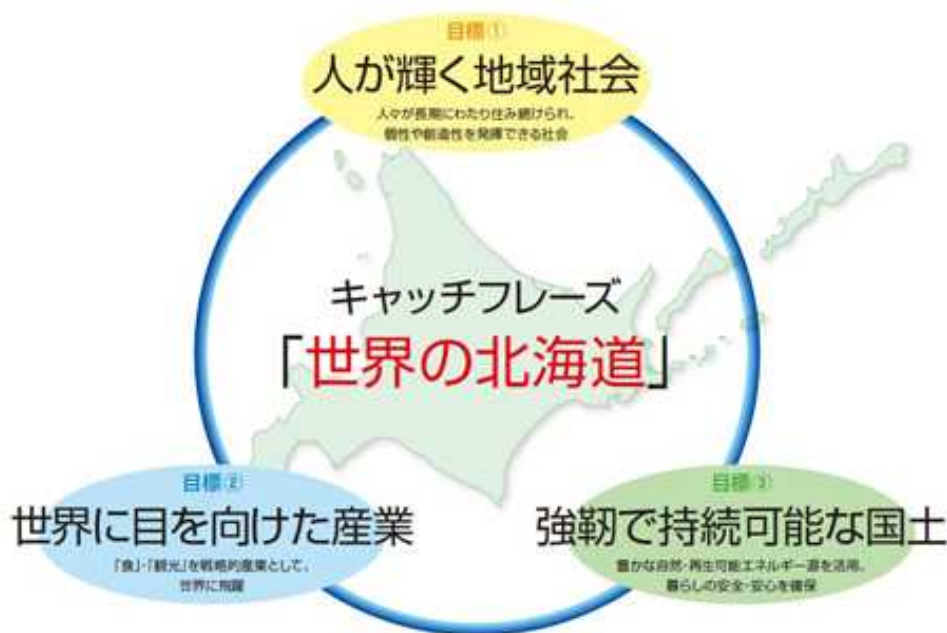 目標①
人が輝く地域社会
人々が長期にわたり住み続けられ、
個性や創造性を発揮できる社会
キャッチフレーズ
「世界の北海道」
目標②
世界に目を向けた産業
「食」・「観光」を戦略的産業として、
世界に飛躍
目標③
強靱で持続可能な国土
豊かな自然・再生可能エネルギー源を活用、
暮らしの安全・安心を確保